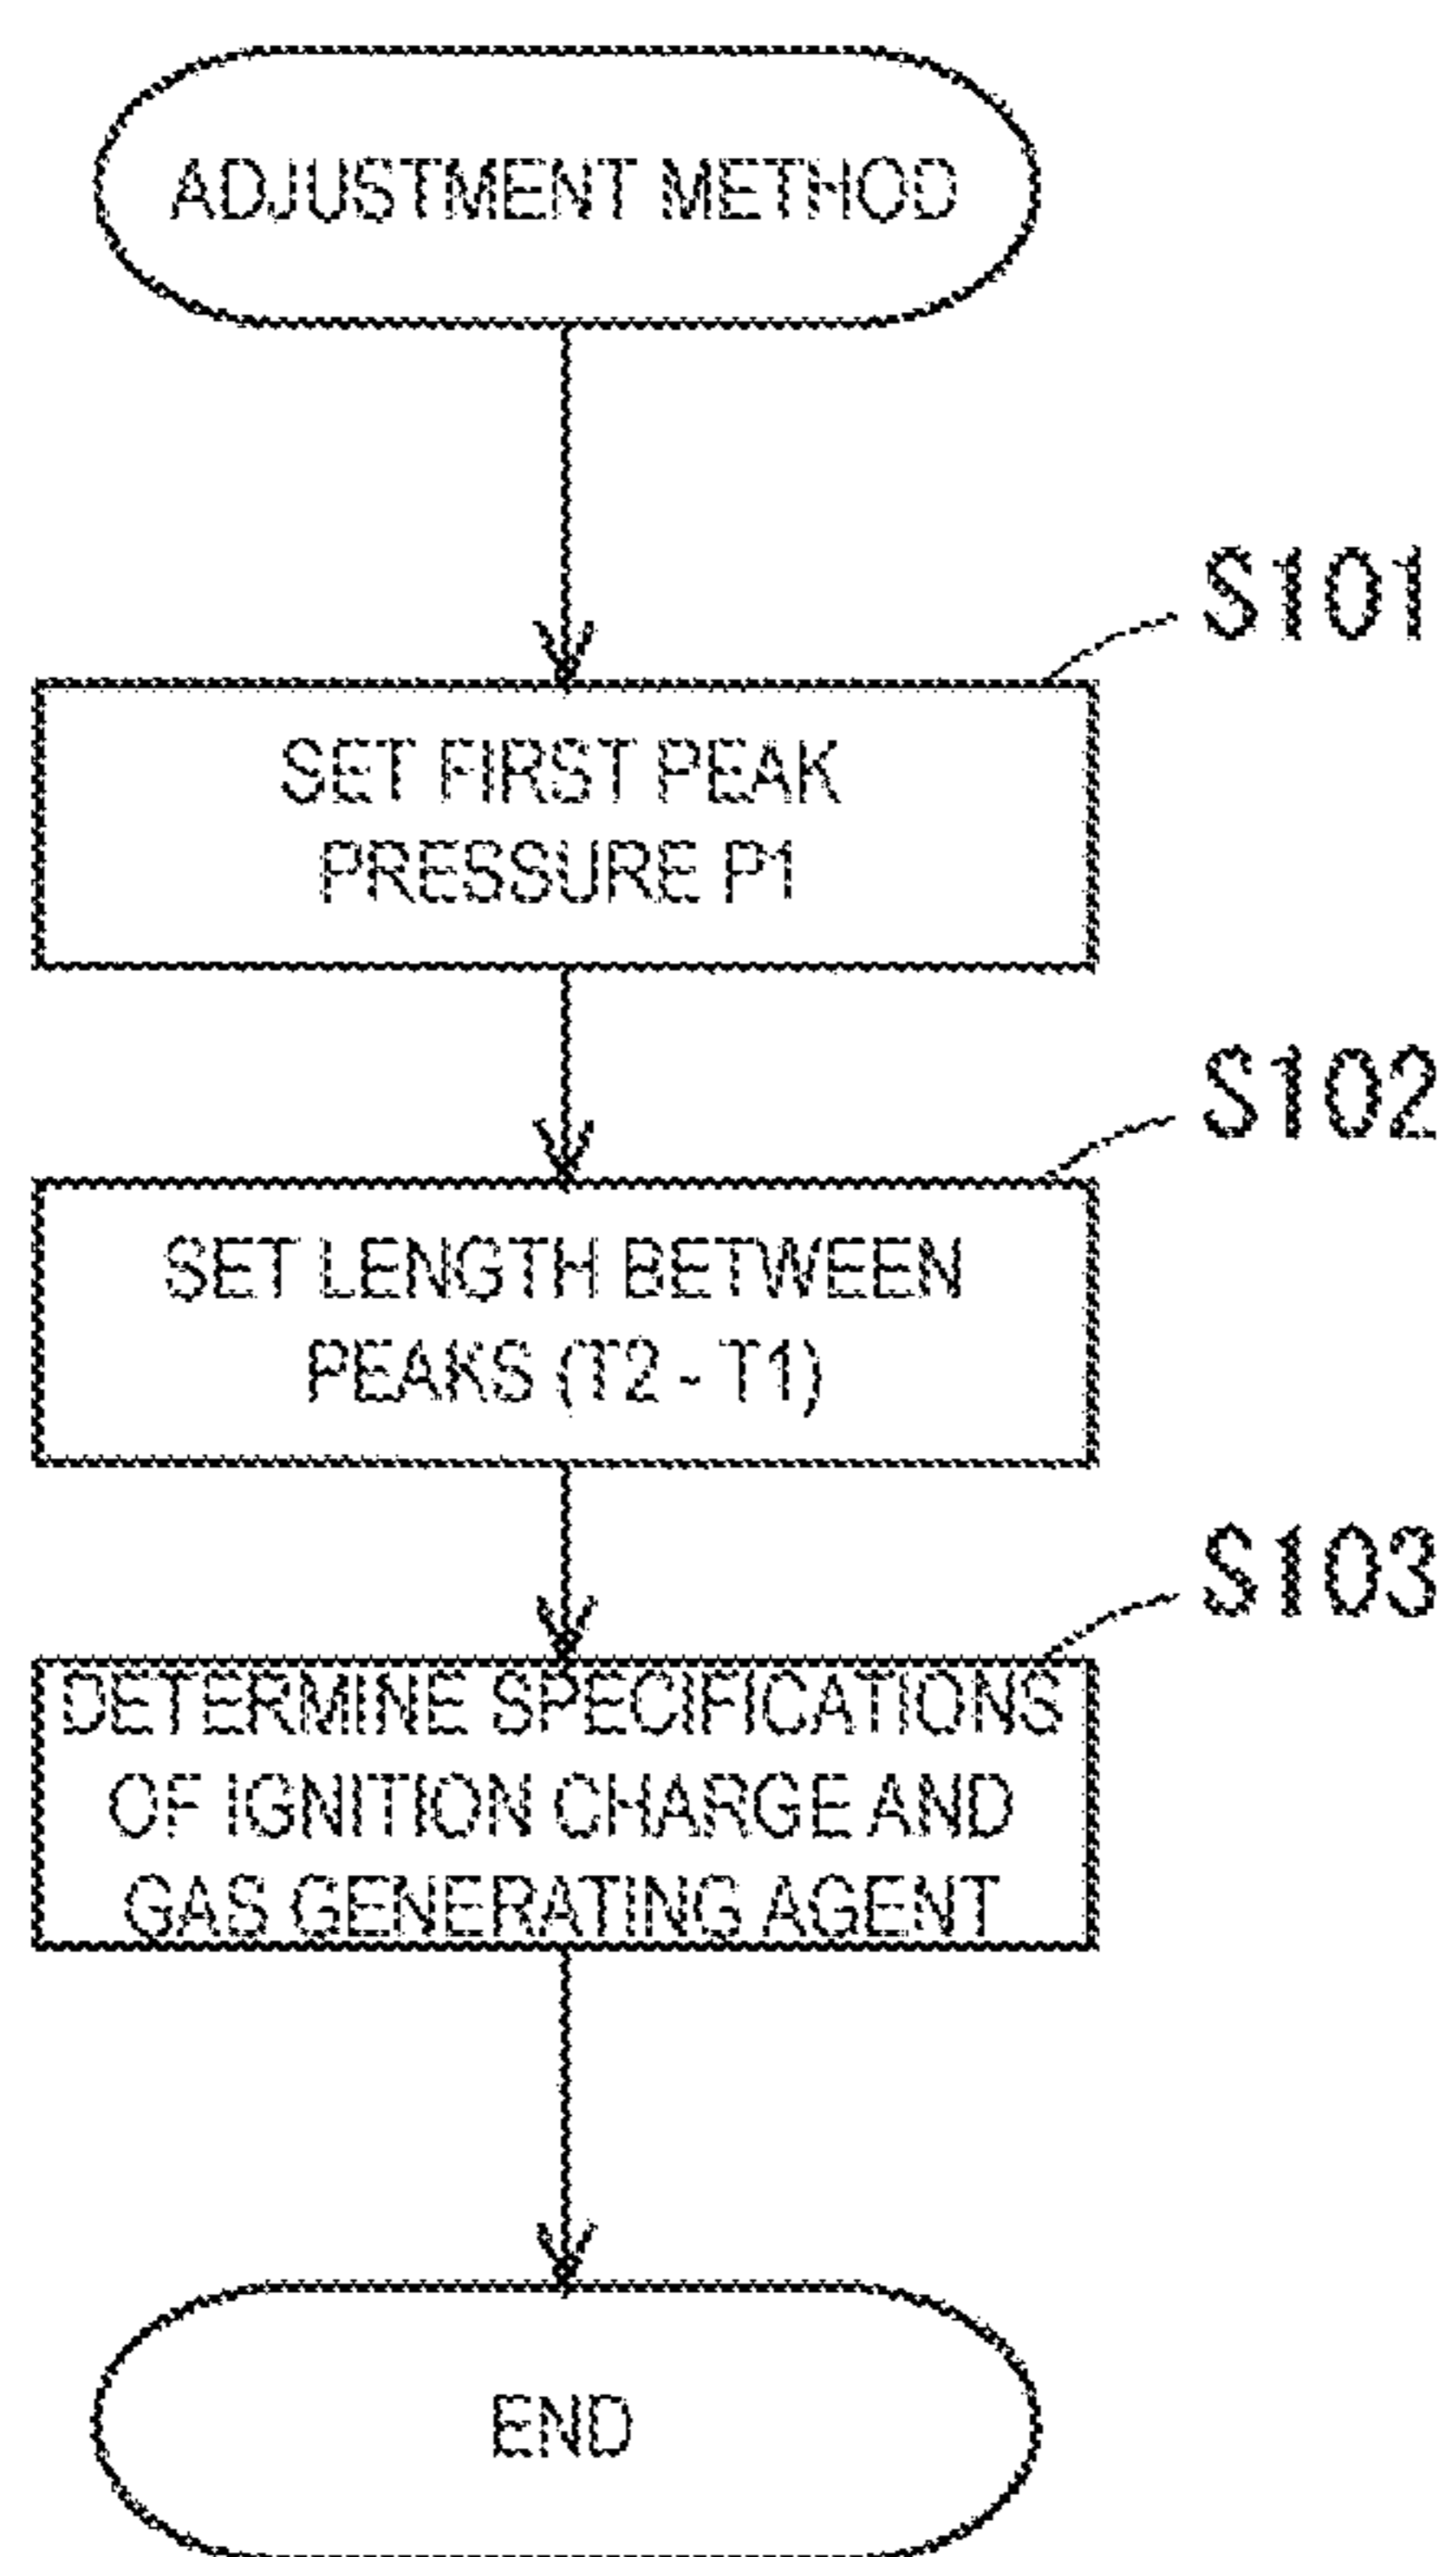 ADJUSTMENT METHOD
S101
SET FIRST PEAK
PRESSURE P1
S102
SET LENGTH BETWEEN
PEAKS (T2 - T1)
S103
DETERMINE SPECIFICATIONS
OF IGNITION CHARGE AND
GAS GENERATING AGENT
END